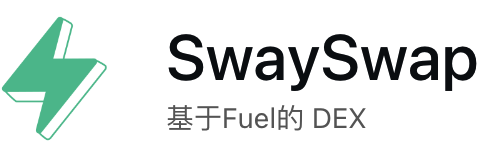 SwaySwap
基于Fuel的 DEX